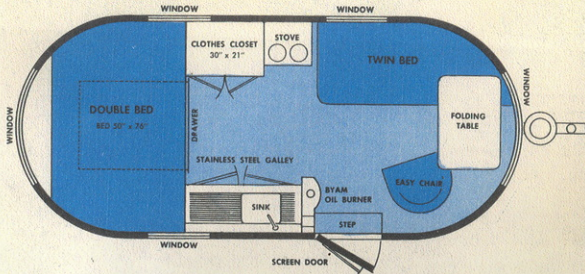 WINDOW
WINDOW
CLOTHES CLOSET
30" x 21"
STOVE
TWIN BED
WINDOW
WINDOW
DOUBLE BED
BED 50" x 76"
DRAWER
FOLDING
TABLE
STAINLESS STEEL GALLEY
EASY CHAIR
BYAM
OIL BURNER
SINK
STEP
WINDOW
SCREEN DOOR